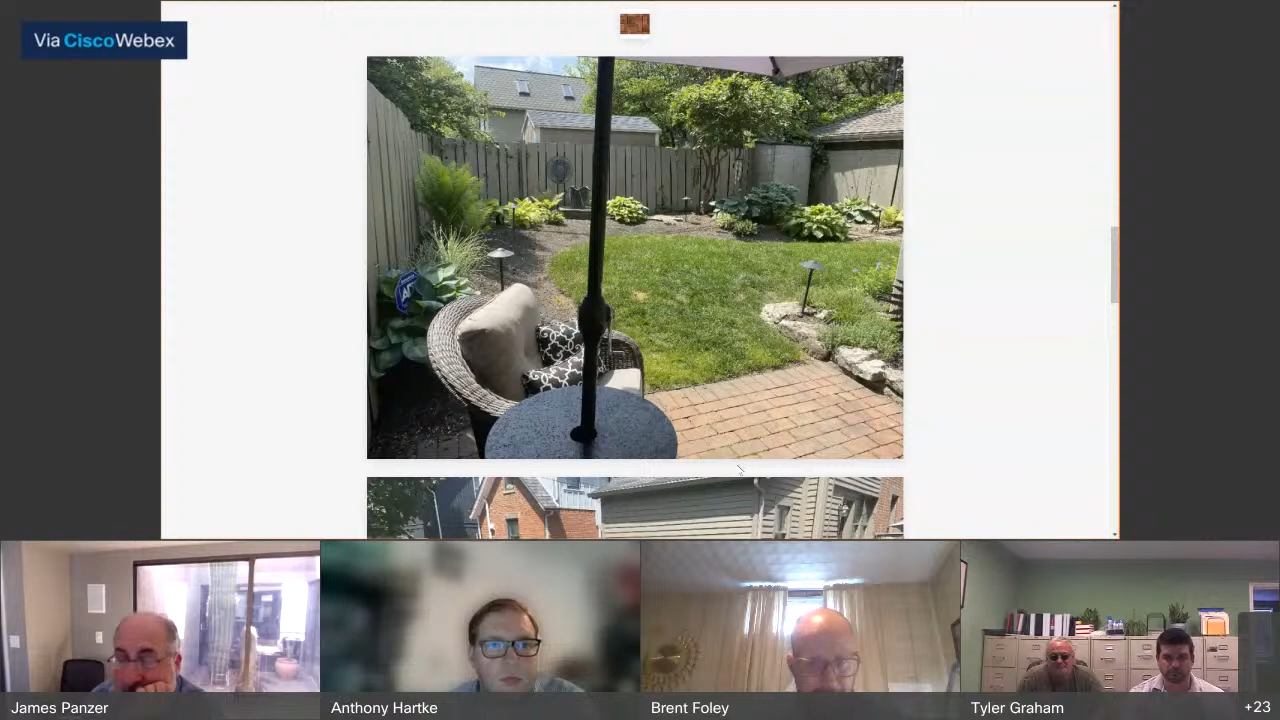 Via CiscoWebex
James Panzer
Anthony Hartke
Brent Foley
Tyler Graham
+23